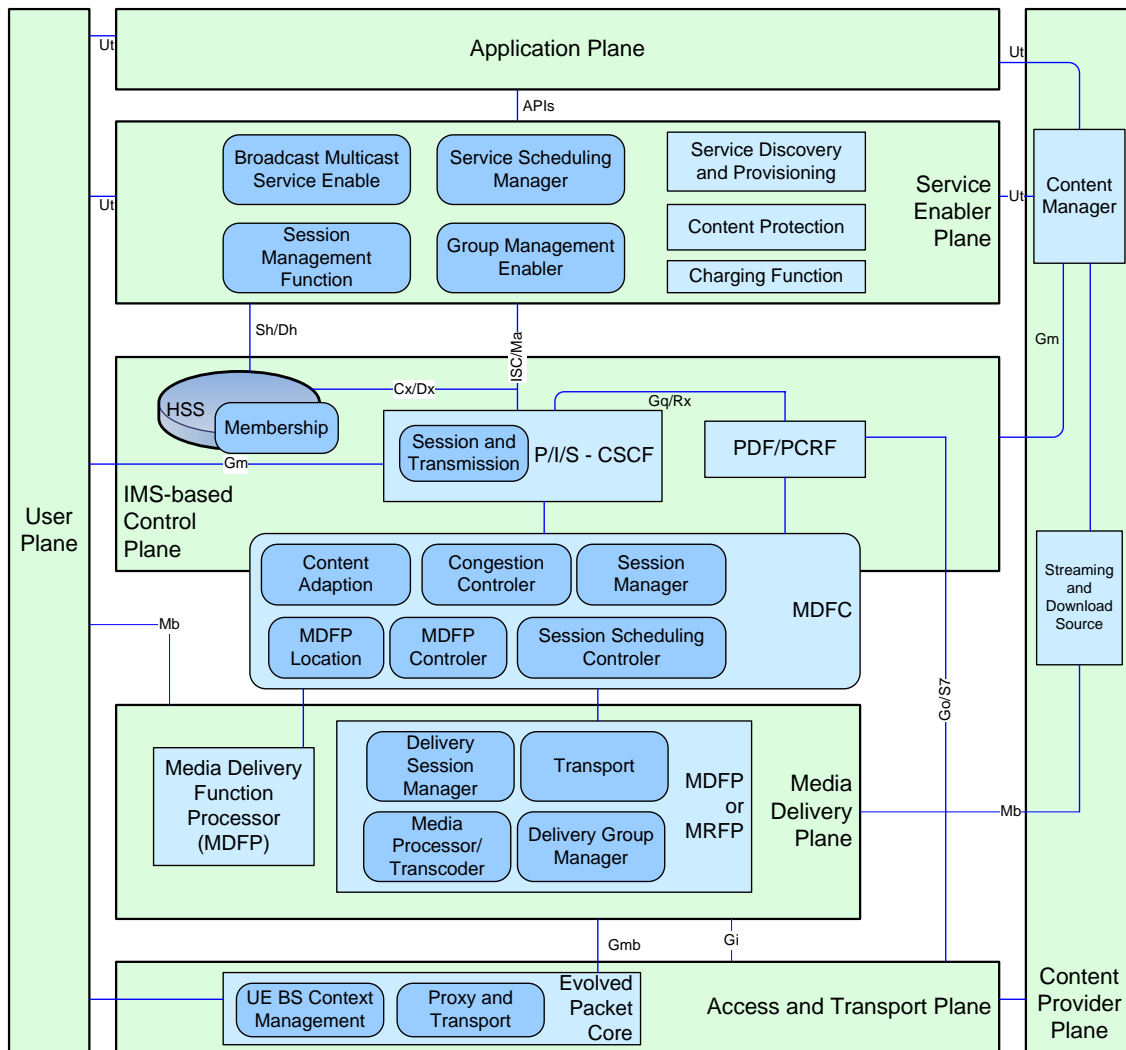 Application Plane
Ut
Ut
APIs
Broadcast Multicast
Service Enable
Service Scheduling
Manager
Service Discovery
and Provisioning
Session
Management
Function
Group Management
Enabler
Content Protection
Charging Function
Service
Enabler
Plane
Ut
Ut
Content
Manager
Sh/Dh
ISC/Ma
Gm
HSS
Membership
Cx/Dx
Gq/Rx
Session and
Transmission
P/I/S - CSCF
PDF/PCRF
Gm
IMS-based
Control
Plane
User
Plane
Content
Adaption
Congestion
Controler
Session
Manager
MDFC
MDFP
Location
MDFP
Controler
Session Scheduling
Controler
Streaming
and
Download
Source
Mb
Go/S7
Media Delivery
Function
Processor
(MDFP)
Delivery
Session
Manager
Transport
Media
Processor/
Transcoder
Delivery Group
Manager
MDFP
or
MRFP
Media
Delivery
Plane
Mb
Gmb
Gi
UE BS Context
Management
Proxy and
Transport
Evolved
Packet
Core
Access and Transport Plane
Content
Provider
Plane